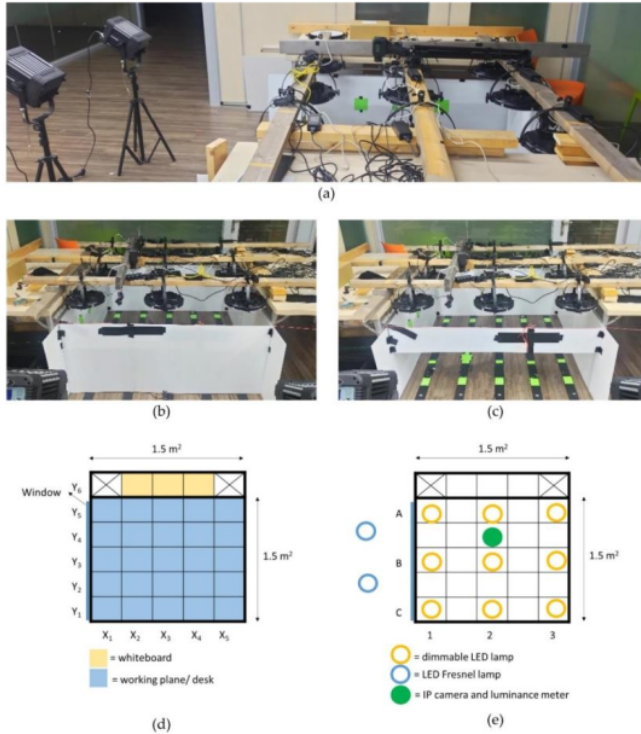 (a)
(b)
(c)
1.5 m²
1.5 m²
Window
Y₆
Y₅
Y₄
Y₃
Y₂
Y₁
1.5 m²
X₁ X₂ X₃ X₄ X₅
= whiteboard
= working plane/ desk
(d)
A
B
C
1.5 m²
1 2 3
= dimmable LED lamp
= LED Fresnel lamp
= IP camera and luminance meter
(e)